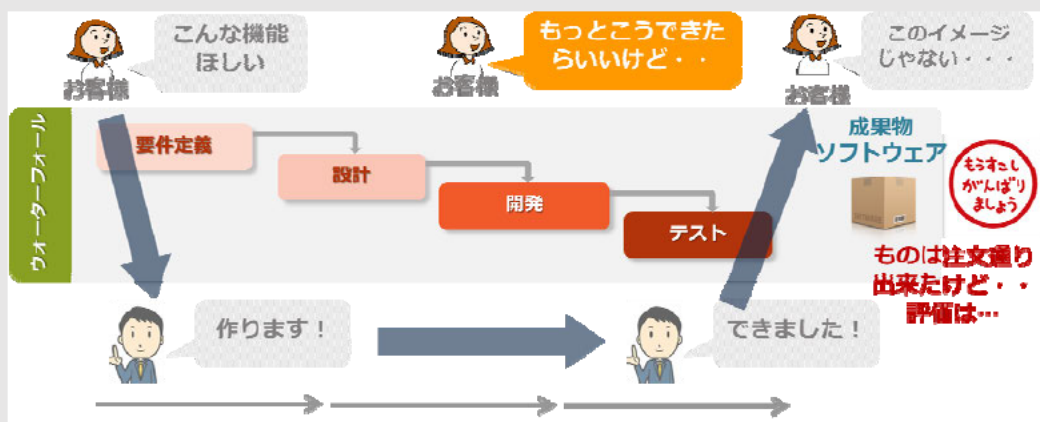 こんな機能
ほしい
お客様
もっとこうできた
らいいけど・・
お客様
このイメージ
じゃない・・・
お客様
ウォーターフォール
要件定義
設計
開発
テスト
成果物
ソフトウェア
もうすこし
がんばり
ましょう
ものは注文通り
出来たけど・・
評価は…
作ります！
できました！